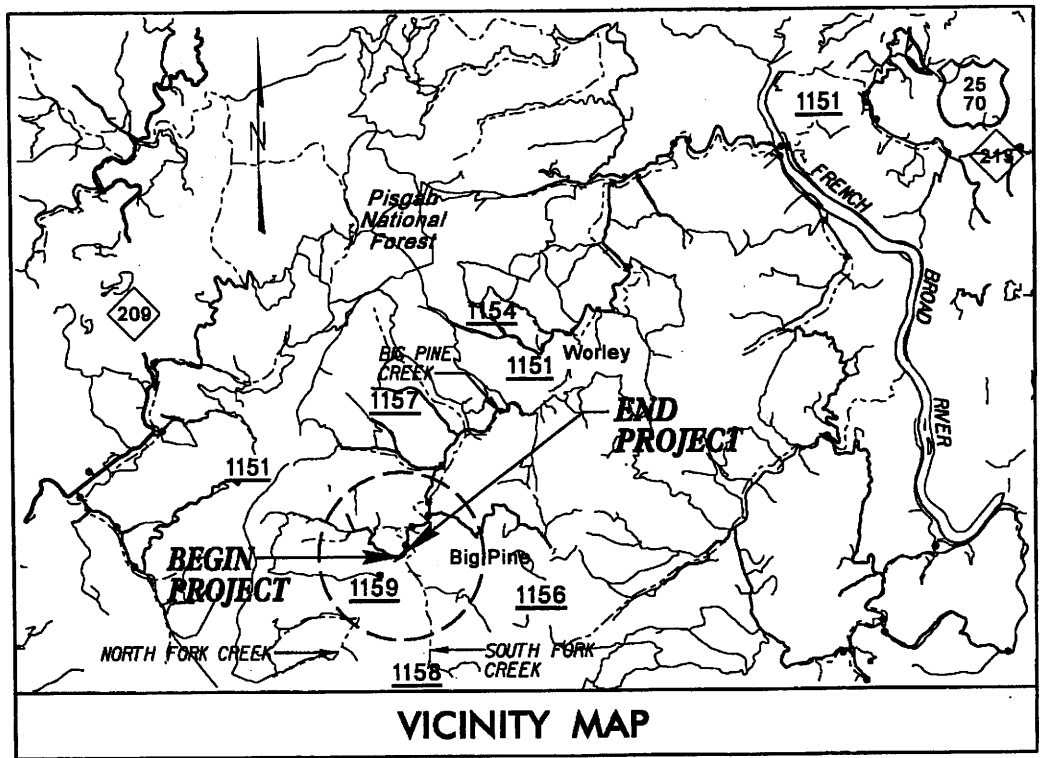 25
70
1151
213
N
FRENCH
Pisgah
National
Forest
BROAD
209
1154
BIG PINE
CREEK
1151
Worley
1157
END
PROJECT
RIVER
1151
BEGIN
PROJECT
Big Pine
1159
1156
NORTH FORK CREEK
SOUTH FORK
CREEK
1158
VICINITY MAP